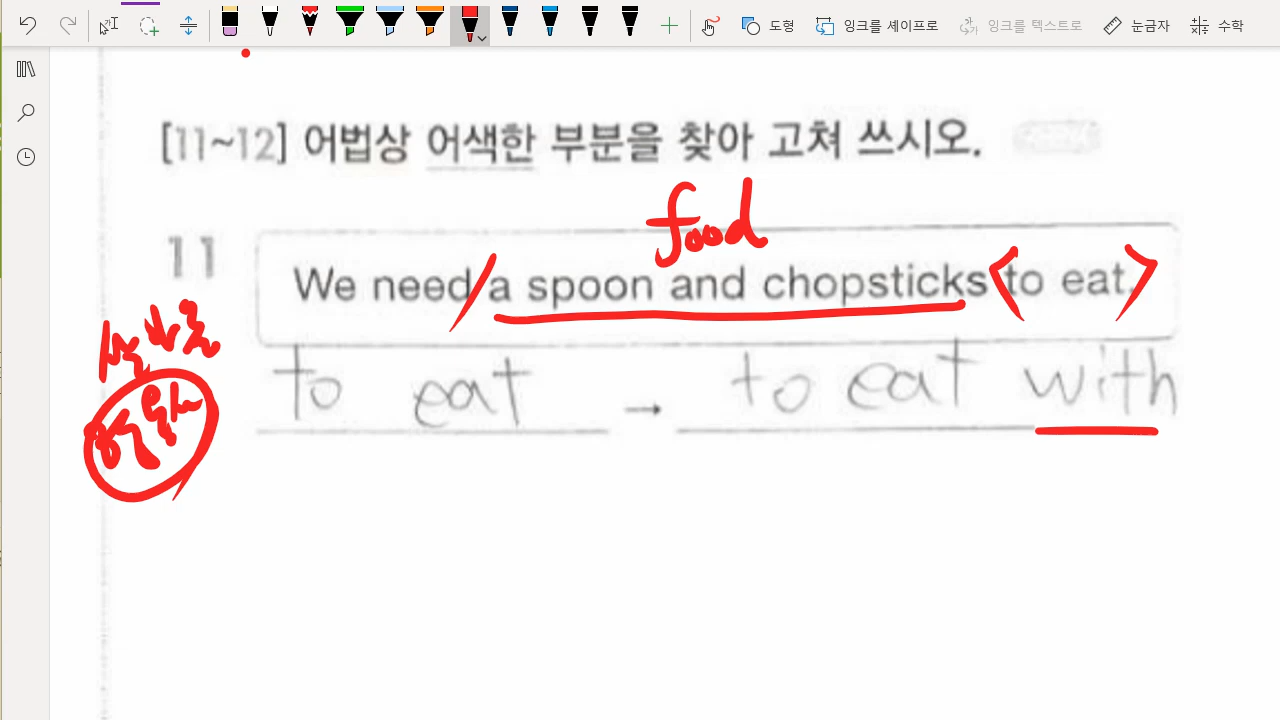 도형
잉크를 셰이프로
잉크를 텍스트로
눈금자
수학
[11~12] 어법상 어색한 부분을 찾아 고쳐 쓰시오.
food
11
We need a spoon and chopsticks to eat.
to eat → to eat with